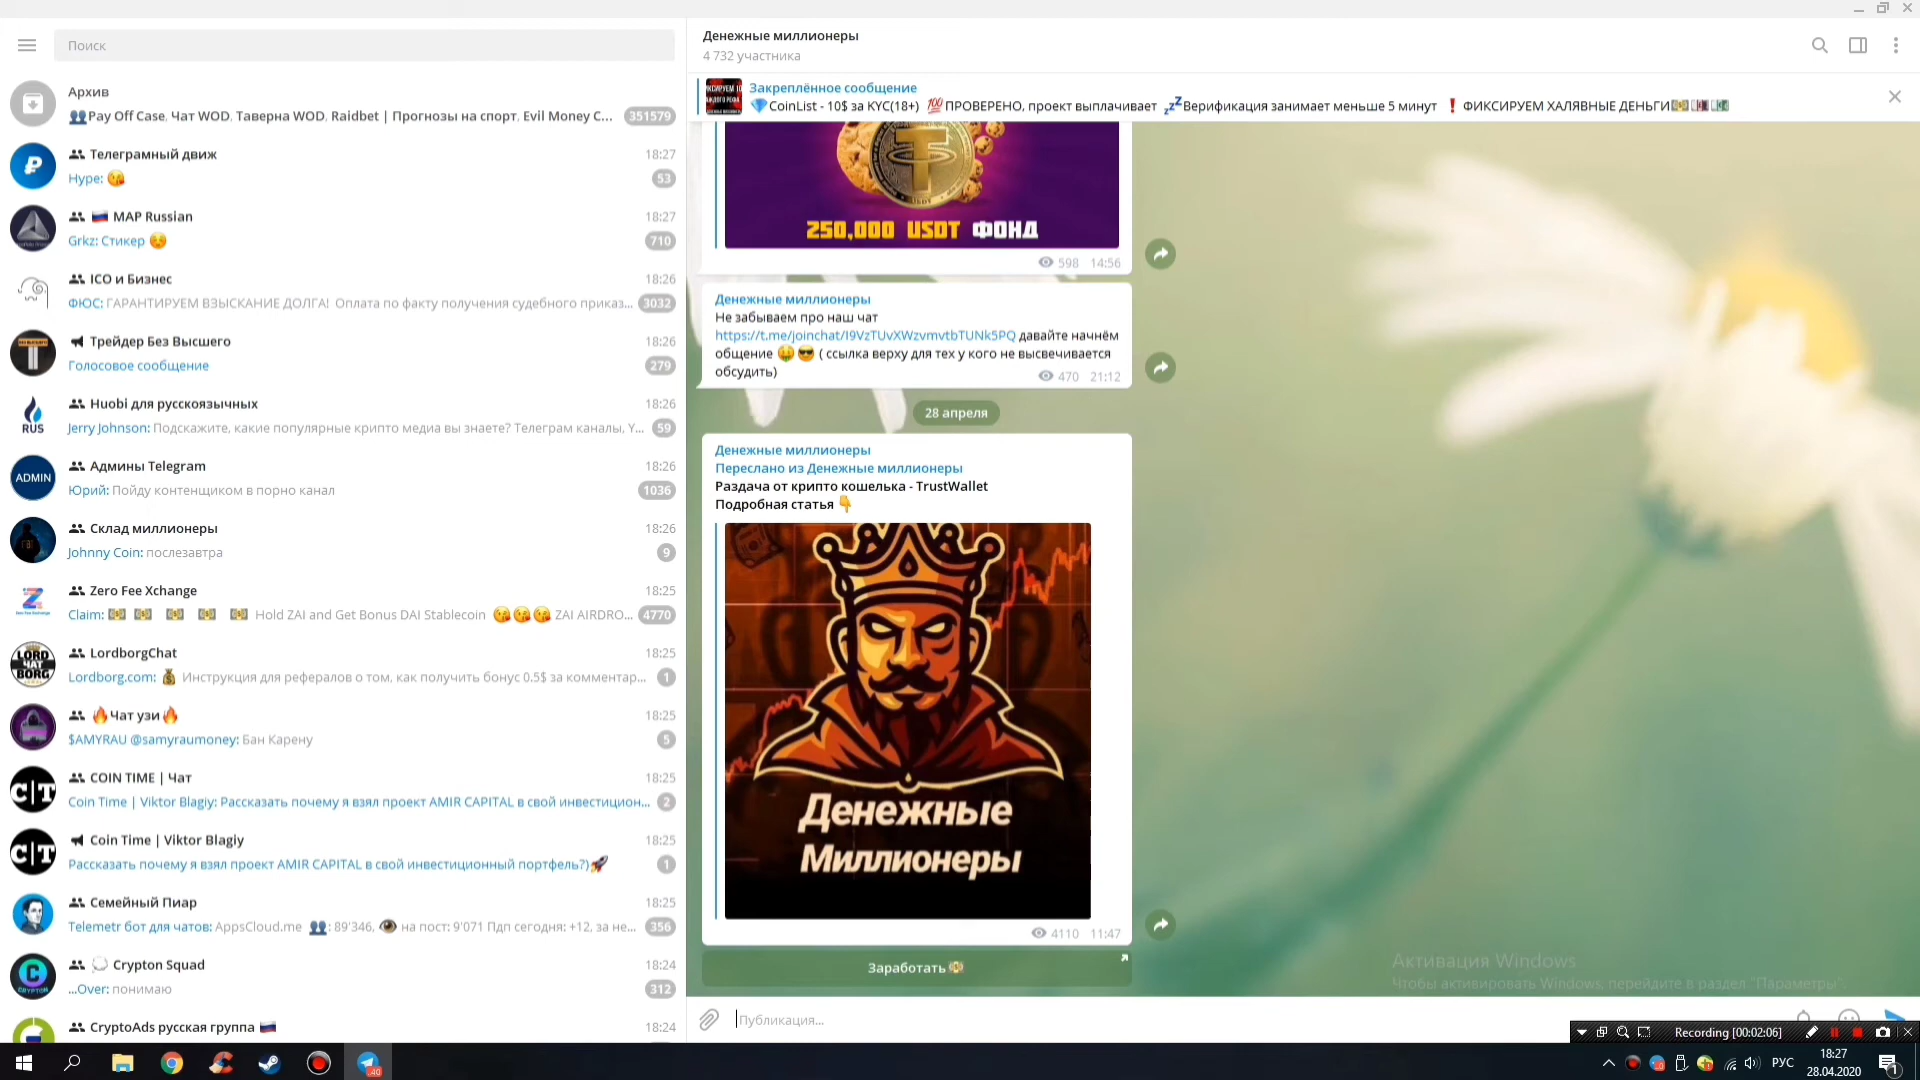 Поиск
Архив
Pay Off Case, Чат WOD, Таверна WOD, Raidbet | Прогнозы на спорт, Evil Money C...
351579
Телеграмный движ
18:27
Hype:
53
MAP Russian
18:27
Grkz: Стикер
710
ICO и Бизнес
18:26
ФЮС: ГАРАНТИРУЕМ ВЗЫСКАНИЕ ДОЛГА! Оплата по факту получения судебного приказ...
3032
Трейдер Без Высшего
18:26
Голосовое сообщение
279
Huobi для русскоязычных
18:26
RUS
Jerry Johnson: Подскажите, какие популярные крипто медиа вы знаете? Телеграм каналы, Y...
59
Админы Telegram
18:26
ADMIN
Юрий: Пойду контенщиком в порно канал
1036
Склад миллионеры
18:26
Johnny Coin: послезавтра
9
Zero Fee Xchange
18:25
Claim: Hold ZAI and Get Bonus DAI Stablecoin ZAI AIRDRO...
4770
LordborgChat
18:25
LORD ЧАТ BORG
Lordborg.com: Инструкция для рефералов о том, как получить бонус 0.5$ за комментар...
1
Чат узи
18:25
$AMYRAU @samyraumoney: Бан Карену
5
COIN TIME | Чат
18:25
C|T
Coin Time | Viktor Blagiy: Рассказать почему я взял проект AMIR CAPITAL в свой инвестицион...
2
Coin Time | Viktor Blagiy
18:25
C|T
Рассказать почему я взял проект AMIR CAPITAL в свой инвестиционный портфель?)
1
Семейный Пиар
18:25
Telemetr бот для чатов: AppsCloud.me : 89'346, на пост: 9'071 Пдп сегодня: +12, за не...
356
Crypton Squad
18:24
...Over: понимаю
312
CryptoAds русская группа
18:24
Денежные миллионеры
4 732 участника
Закреплённое сообщение
CoinList - 10$ за KYC(18+) ПРОВЕРЕНО, проект выплачивает Верификация занимает меньше 5 минут ФИКСИРУЕМ ХАЛЯВНЫЕ ДЕНЬГИ
250,000 USDT ФОНД
598 14:56
Денежные миллионеры
Не забываем про наш чат
https://t.me/joinchat/I9VzTUvXWzvmvtbTUNk5PQ давайте начнём
общение ( ссылка верху для тех у кого не высвечивается
обсудить)
470 21:12
28 апреля
Денежные миллионеры
Переслано из Денежные миллионеры
Раздача от крипто кошелька - TrustWallet
Подробная статья
Денежные
Миллионеры
4110 11:47
Заработать
Активация Windows
Чтобы активировать Windows, перейдите в раздел "Параметры".
Публикация...
Recording [00:02:06]
РУС
18:27
28.04.2020
1